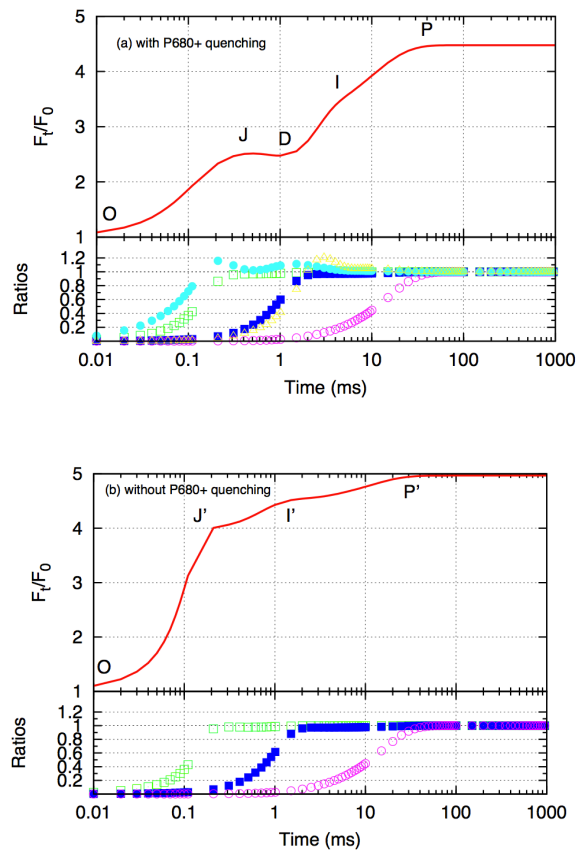 5
(a) with P680+ quenching
P
4
I
Ft/F0
3
J
D
2
O
1
1.2
1
0.8
0.6
0.4
0.2
Ratios
0.01 0.1 1 10 100 1000
Time (ms)
5
(b) without P680+ quenching
P'
J'
I'
4
Ft/F0
3
2
O
1
1.2
1
0.8
0.6
0.4
0.2
Ratios
0.01 0.1 1 10 100 1000
Time (ms)